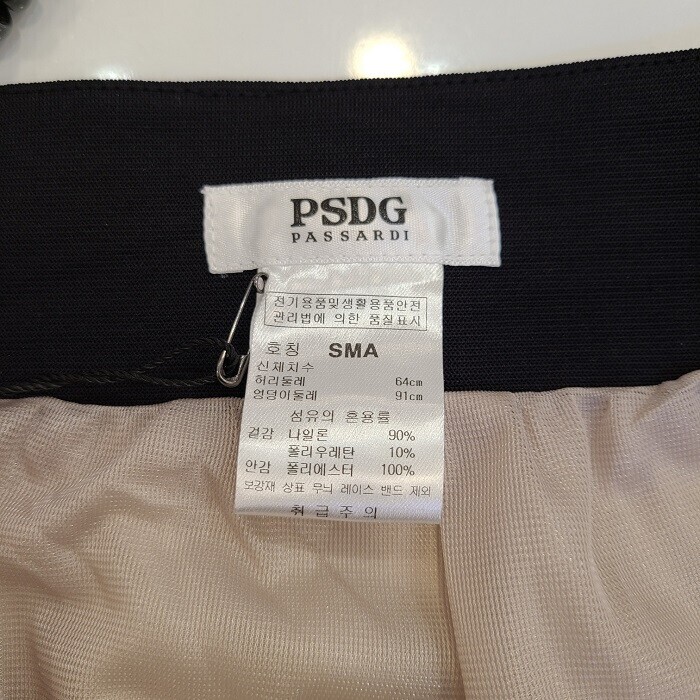 PSDG
PASSARDI
전기용품및생활용품안전
관리법에 의한 품질표시
호칭 SMA
신체치수
허리둘레 64cm
엉덩이둘레 91cm
섬유의 혼용률
겉감 나일론 90%
폴리우레탄 10%
안감 폴리에스터 100%
보강재 상표 무늬 레이스 밴드 제외
취급주의